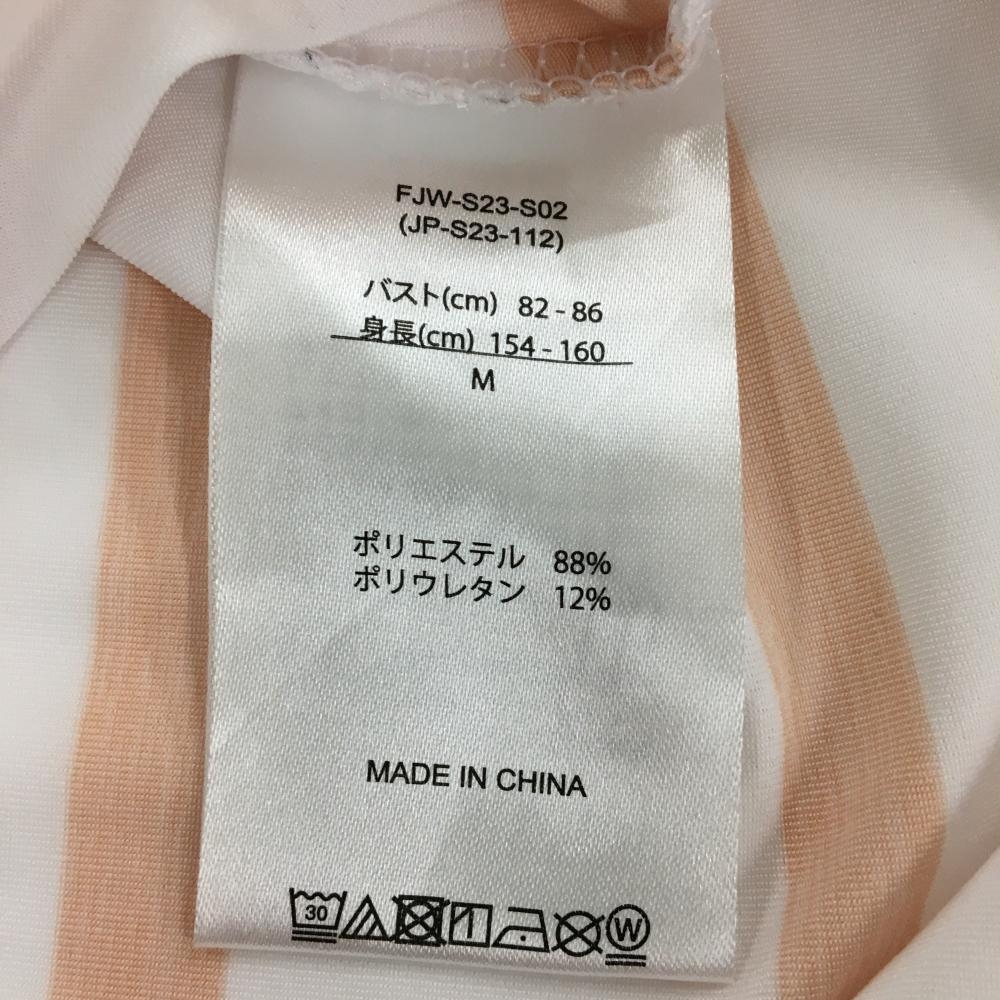 FJW-S23-S02
(JP-S23-112)
バスト(cm) 82 - 86
身長(cm) 154 - 160
M
ポリエステル 88%
ポリウレタン 12%
MADE IN CHINA
30 W